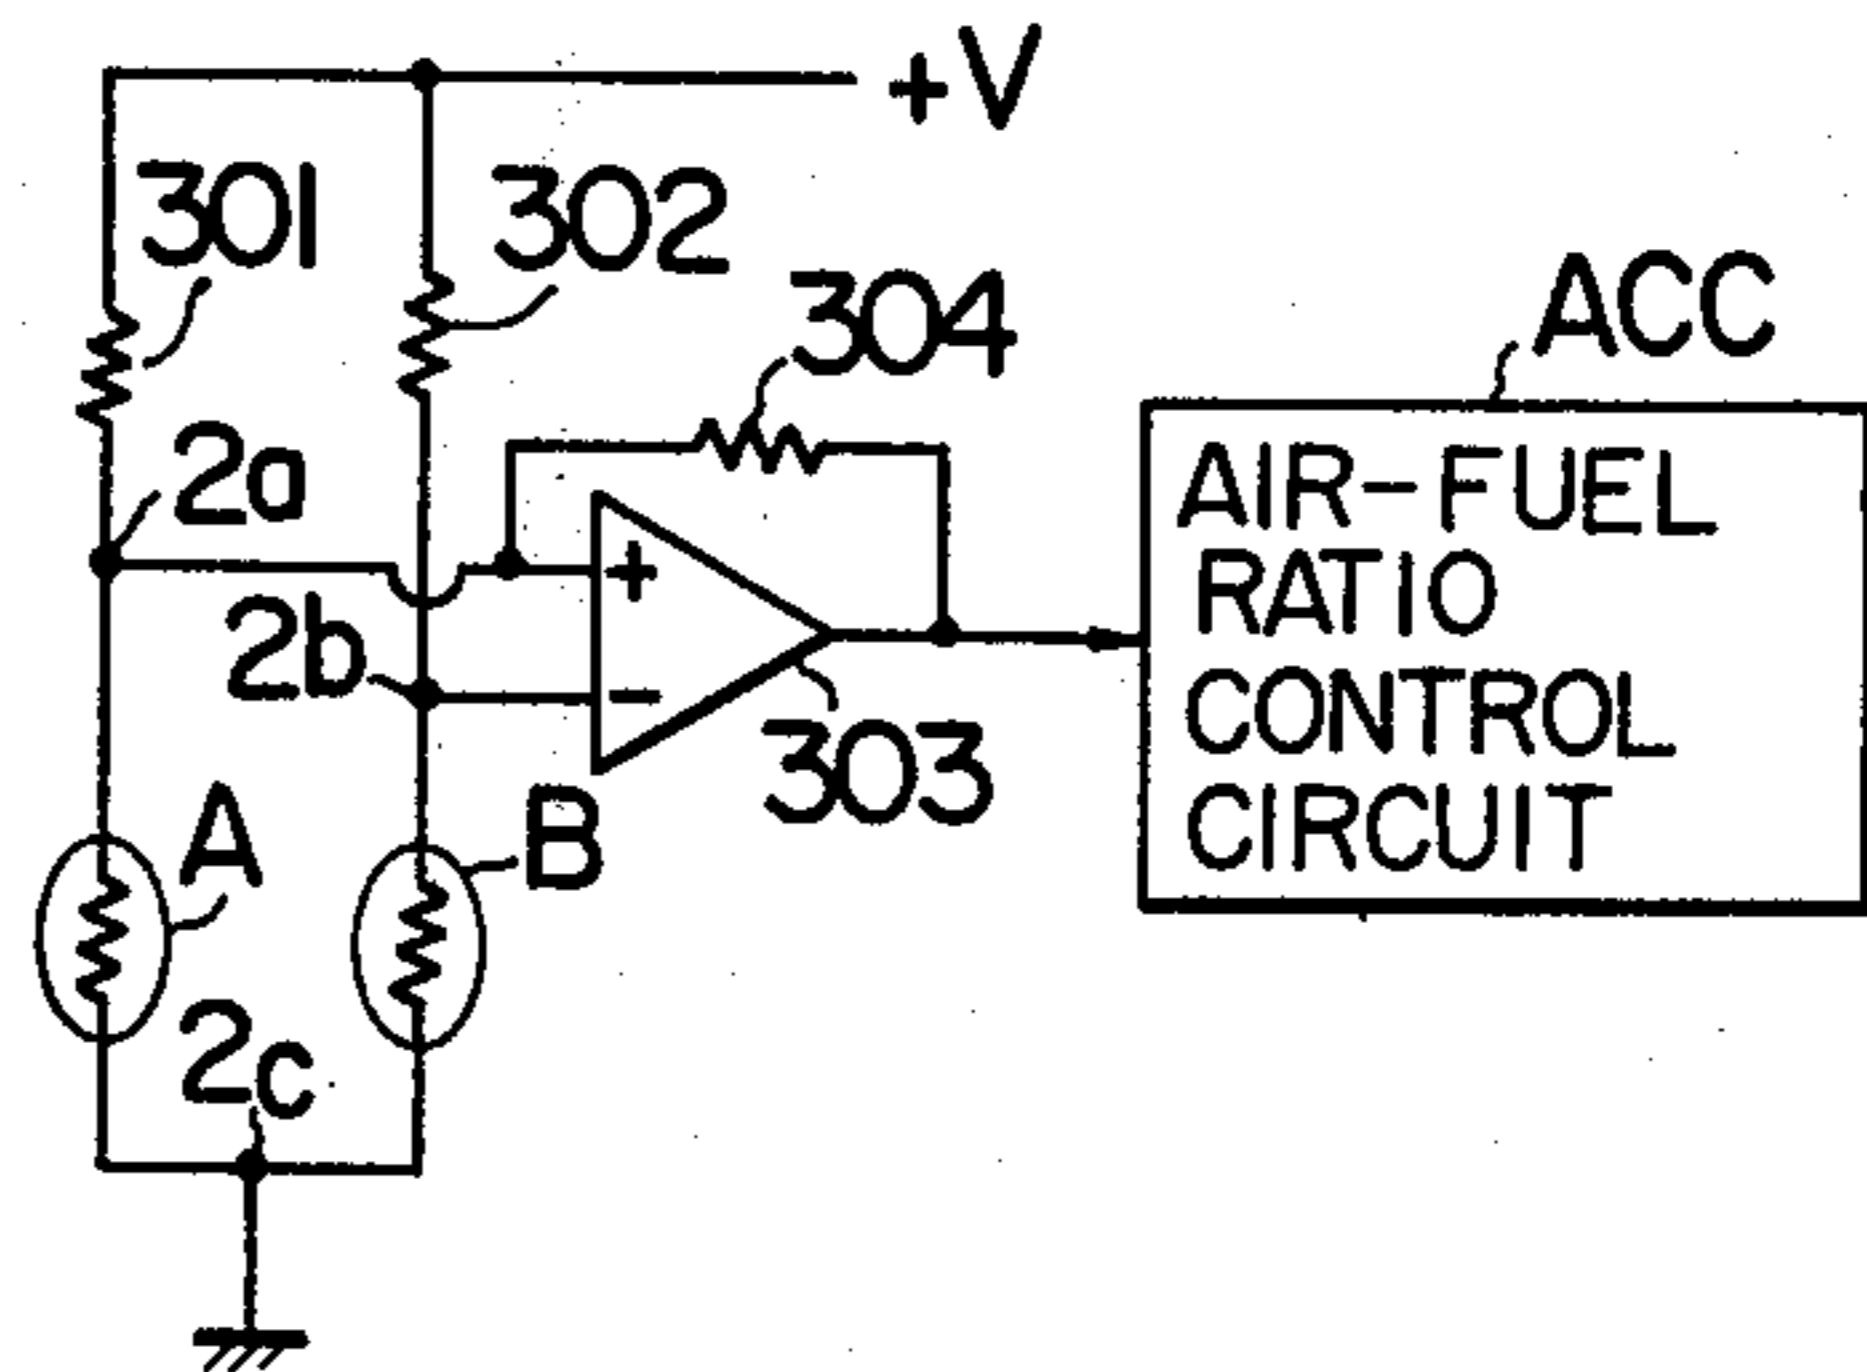 +V
301
302
304
ACC
2a
AIR-FUEL
RATIO
CONTROL
CIRCUIT
+
2b
-
303
A
B
2c